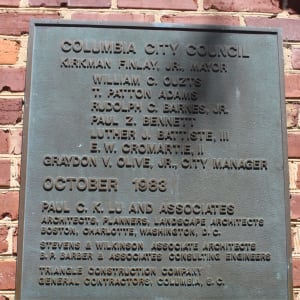 COLUMBIA CITY COUNCIL
KIRKMAN FINLAY, JR., MAYOR
WILLIAM C. OUZTS
T. PATTON ADAMS
RUDOLPH C. BARNES, JR.
PAUL Z. BENNETT
LUTHER J. BATTISTE, III
E. W. CROMARTIE, II
GRAYDON V. OLIVE, JR., CITY MANAGER
OCTOBER 1983
PAUL C. K. LU AND ASSOCIATES
ARCHITECTS, PLANNERS, LANDSCAPE ARCHITECTS
BOSTON, CHARLOTTE, WASHINGTON, D. C.
STEVENS & WILKINSON ASSOCIATE ARCHITECTS
B. P. BARBER & ASSOCIATES CONSULTING ENGINEERS
TRIANGLE CONSTRUCTION COMPANY
GENERAL CONTRACTORS, COLUMBIA, S. C.